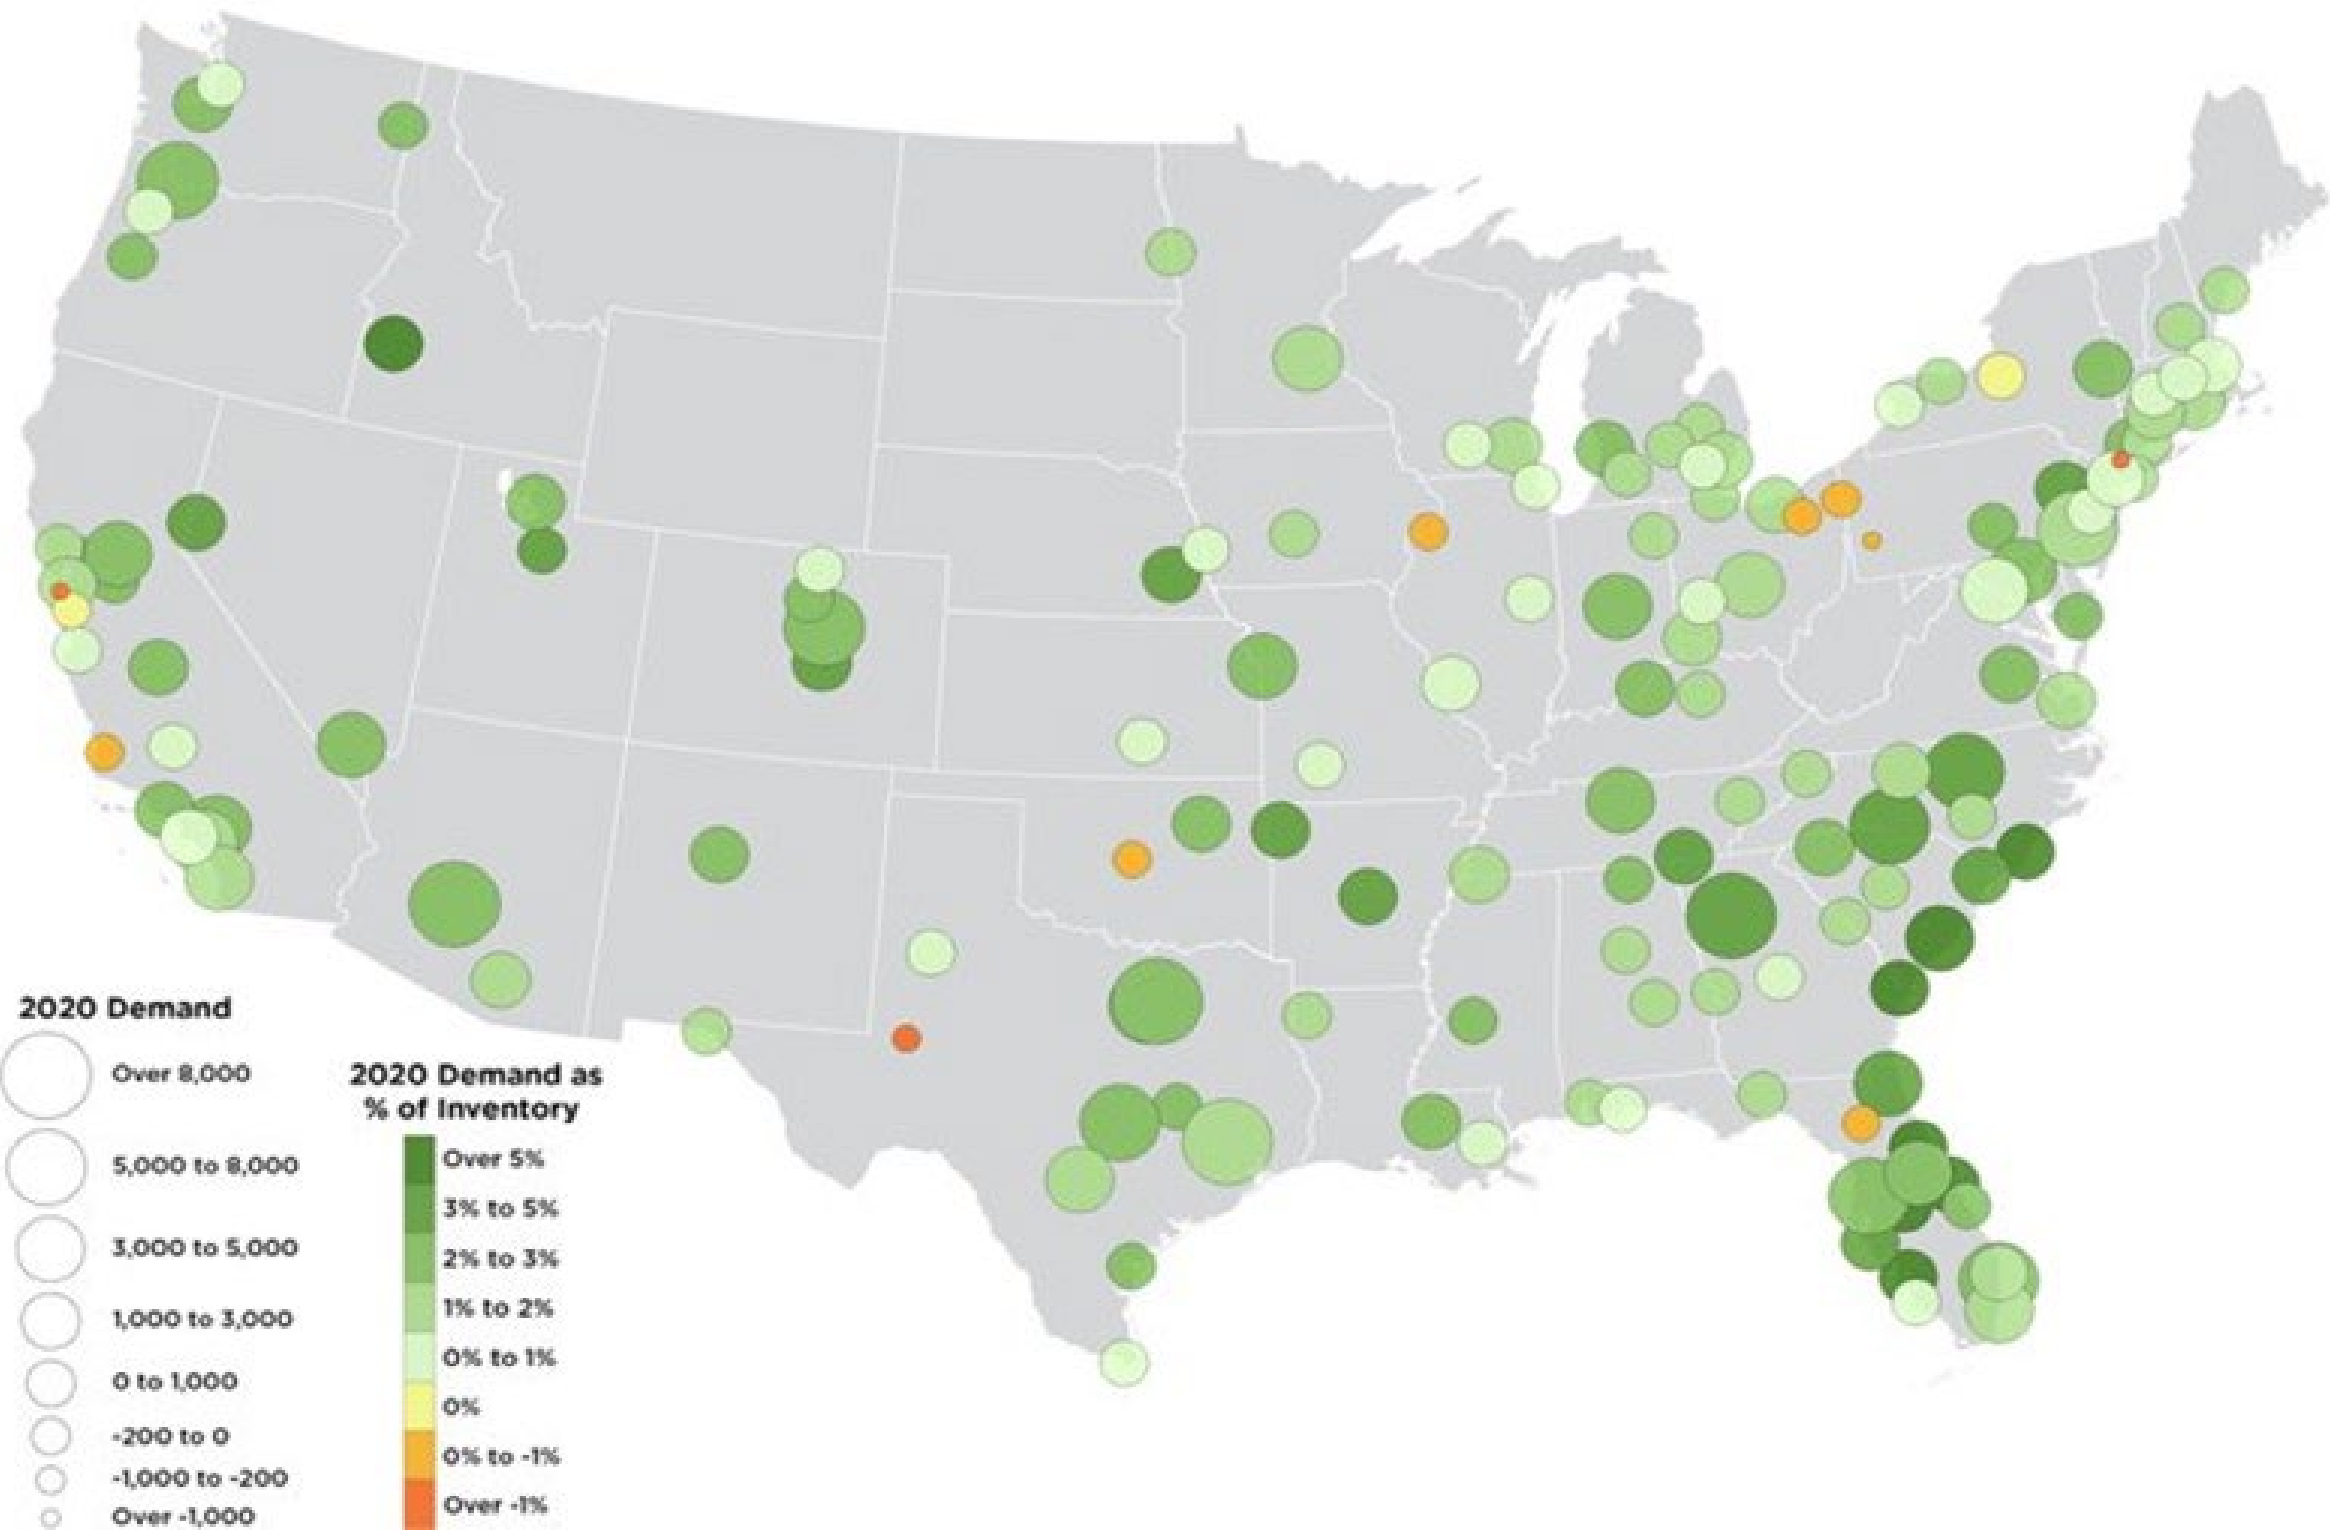 2020 Demand
Over 8,000
5,000 to 8,000
3,000 to 5,000
1,000 to 3,000
0 to 1,000
-200 to 0
-1,000 to -200
Over -1,000
2020 Demand as
% of Inventory
Over 5%
3% to 5%
2% to 3%
1% to 2%
0% to 1%
0%
0% to -1%
Over -1%